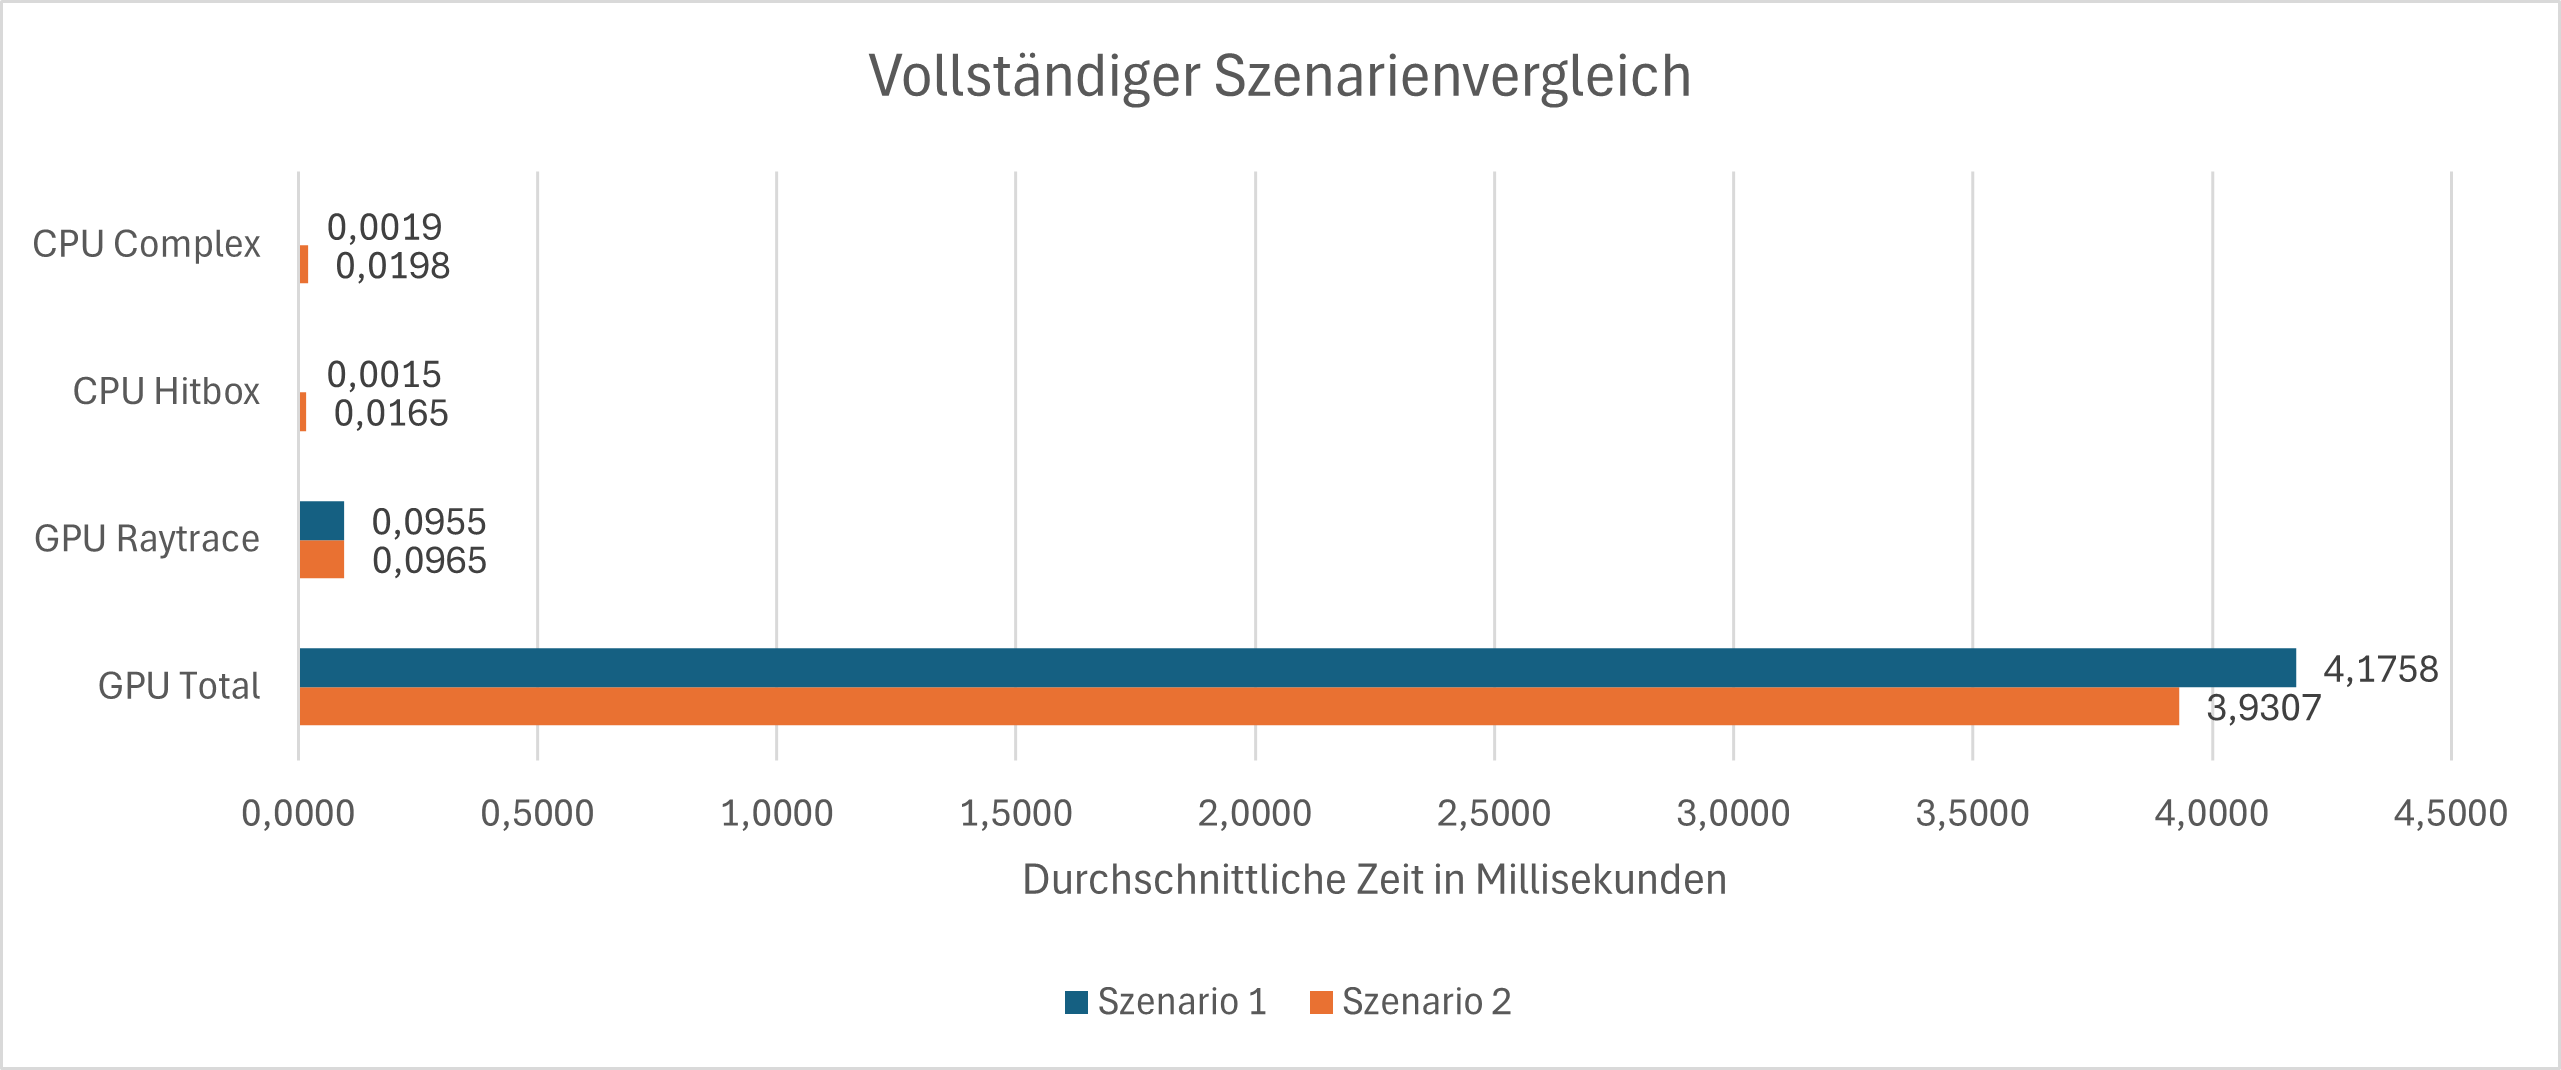 Vollständiger Szenarienvergleich
CPU Complex
0,0019
0,0198
CPU Hitbox
0,0015
0,0165
GPU Raytrace
0,0955
0,0965
GPU Total
4,1758
3,9307
0,0000 0,5000 1,0000 1,5000 2,0000 2,5000 3,0000 3,5000 4,0000 4,5000
Durchschnittliche Zeit in Millisekunden
Szenario 1 Szenario 2